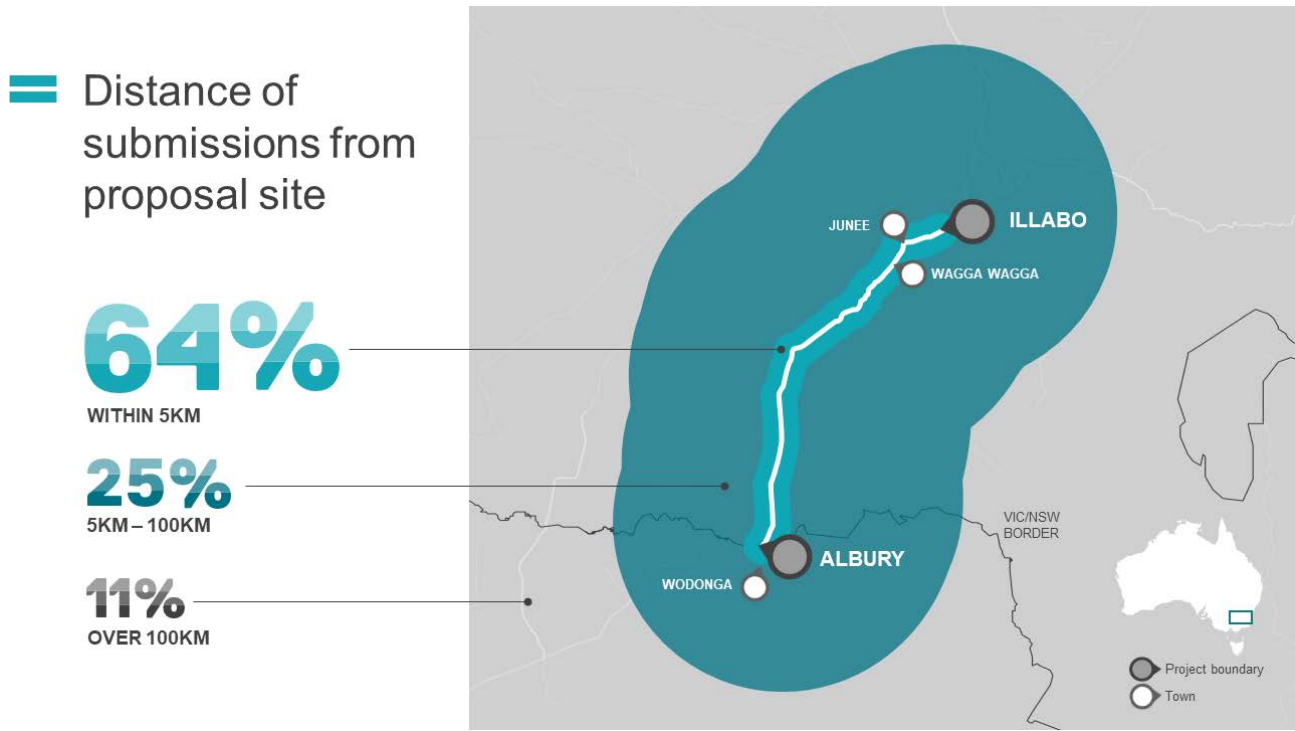 Distance of
submissions from
proposal site
64%
WITHIN 5KM
25%
5KM – 100KM
11%
OVER 100KM
JUNEE
ILLABO
WAGGA WAGGA
VIC/NSW
BORDER
ALBURY
WODONGA
Project boundary
Town